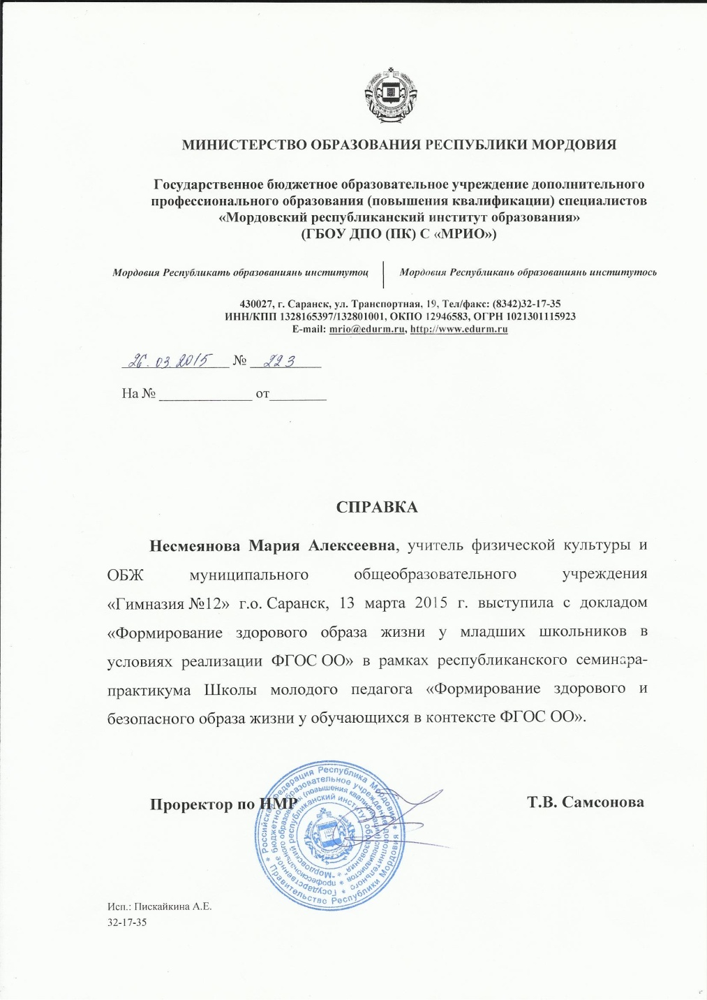 МИНИСТЕРСТВО ОБРАЗОВАНИЯ РЕСПУБЛИКИ МОРДОВИЯ
Государственное бюджетное образовательное учреждение дополнительного
профессионального образования (повышения квалификации) специалистов
«Мордовский республиканский институт образования»
(ГБОУ ДПО (ПК) С «МРИО»)
Мордовия Республикать образованиянь институтоц
Мордовия Республикань образованиянь институтось
430027, г. Саранск, ул. Транспортная, 19, Тел/факс: (8342)32-17-35
ИНН/КПП 1328165397/132801001, ОКПО 12946583, ОГРН 1021301115923
E-mail: mrio@edurm.ru, http://www.edurm.ru
26.03.2015 № 223
На № ______________ от________
СПРАВКА
Несмеянова Мария Алексеевна, учитель физической культуры и
ОБЖ муниципального общеобразовательного учреждения
«Гимназия №12» г.о. Саранск, 13 марта 2015 г. выступила с докладом
«Формирование здорового образа жизни у младших школьников в
условиях реализации ФГОС ОО» в рамках республиканского семинара-
практикума Школы молодого педагога «Формирование здорового и
безопасного образа жизни у обучающихся в контексте ФГОС ОО».
Проректор по НМР
Т.В. Самсонова
* Российская Федерация Республика Мордовия * Правительство Республики Мордовия
Государственное бюджетное образовательное учреждение дополнительного *
профессионального образования (повышения квалификации) специалистов *
"Мордовский республиканский институт образования" *
Исп.: Пискайкина А.Е.
32-17-35